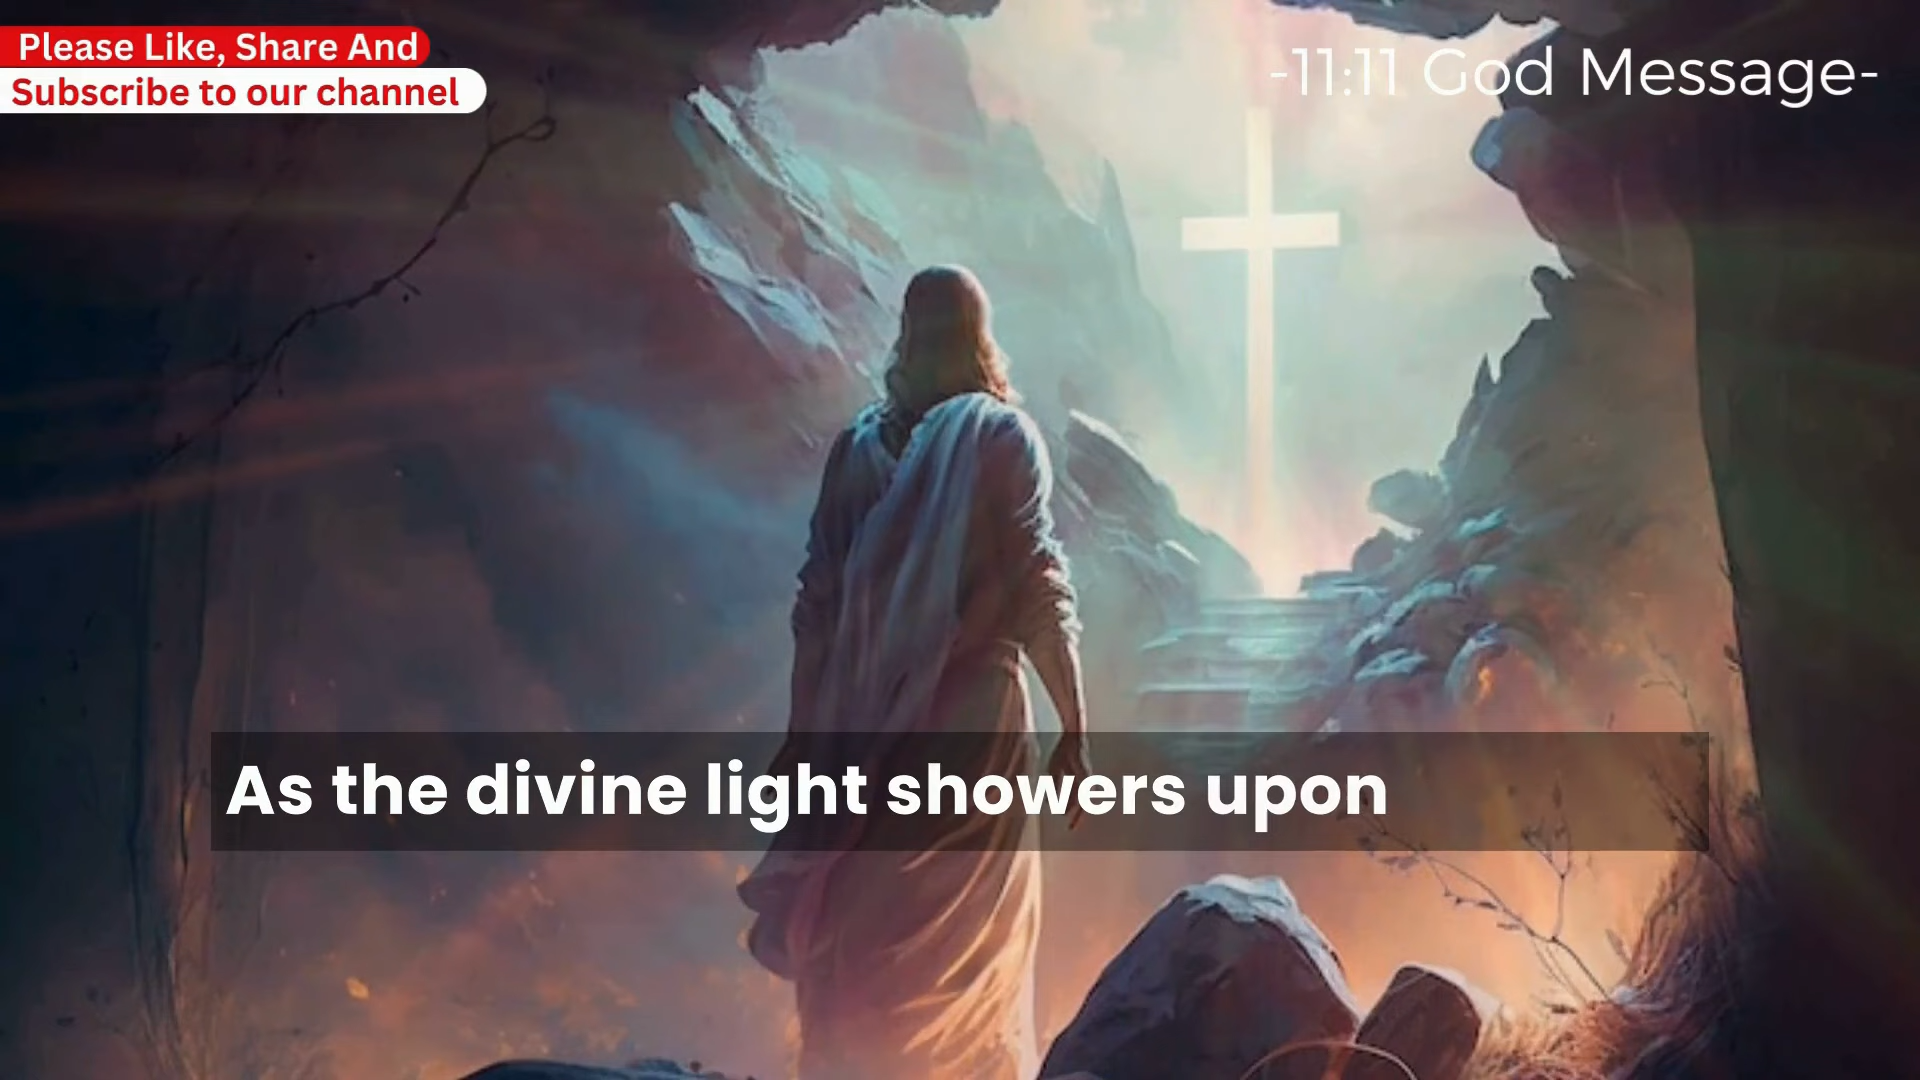 Please Like, Share And
Subscribe to our channel
-11:11 God Message-
As the divine light showers upon